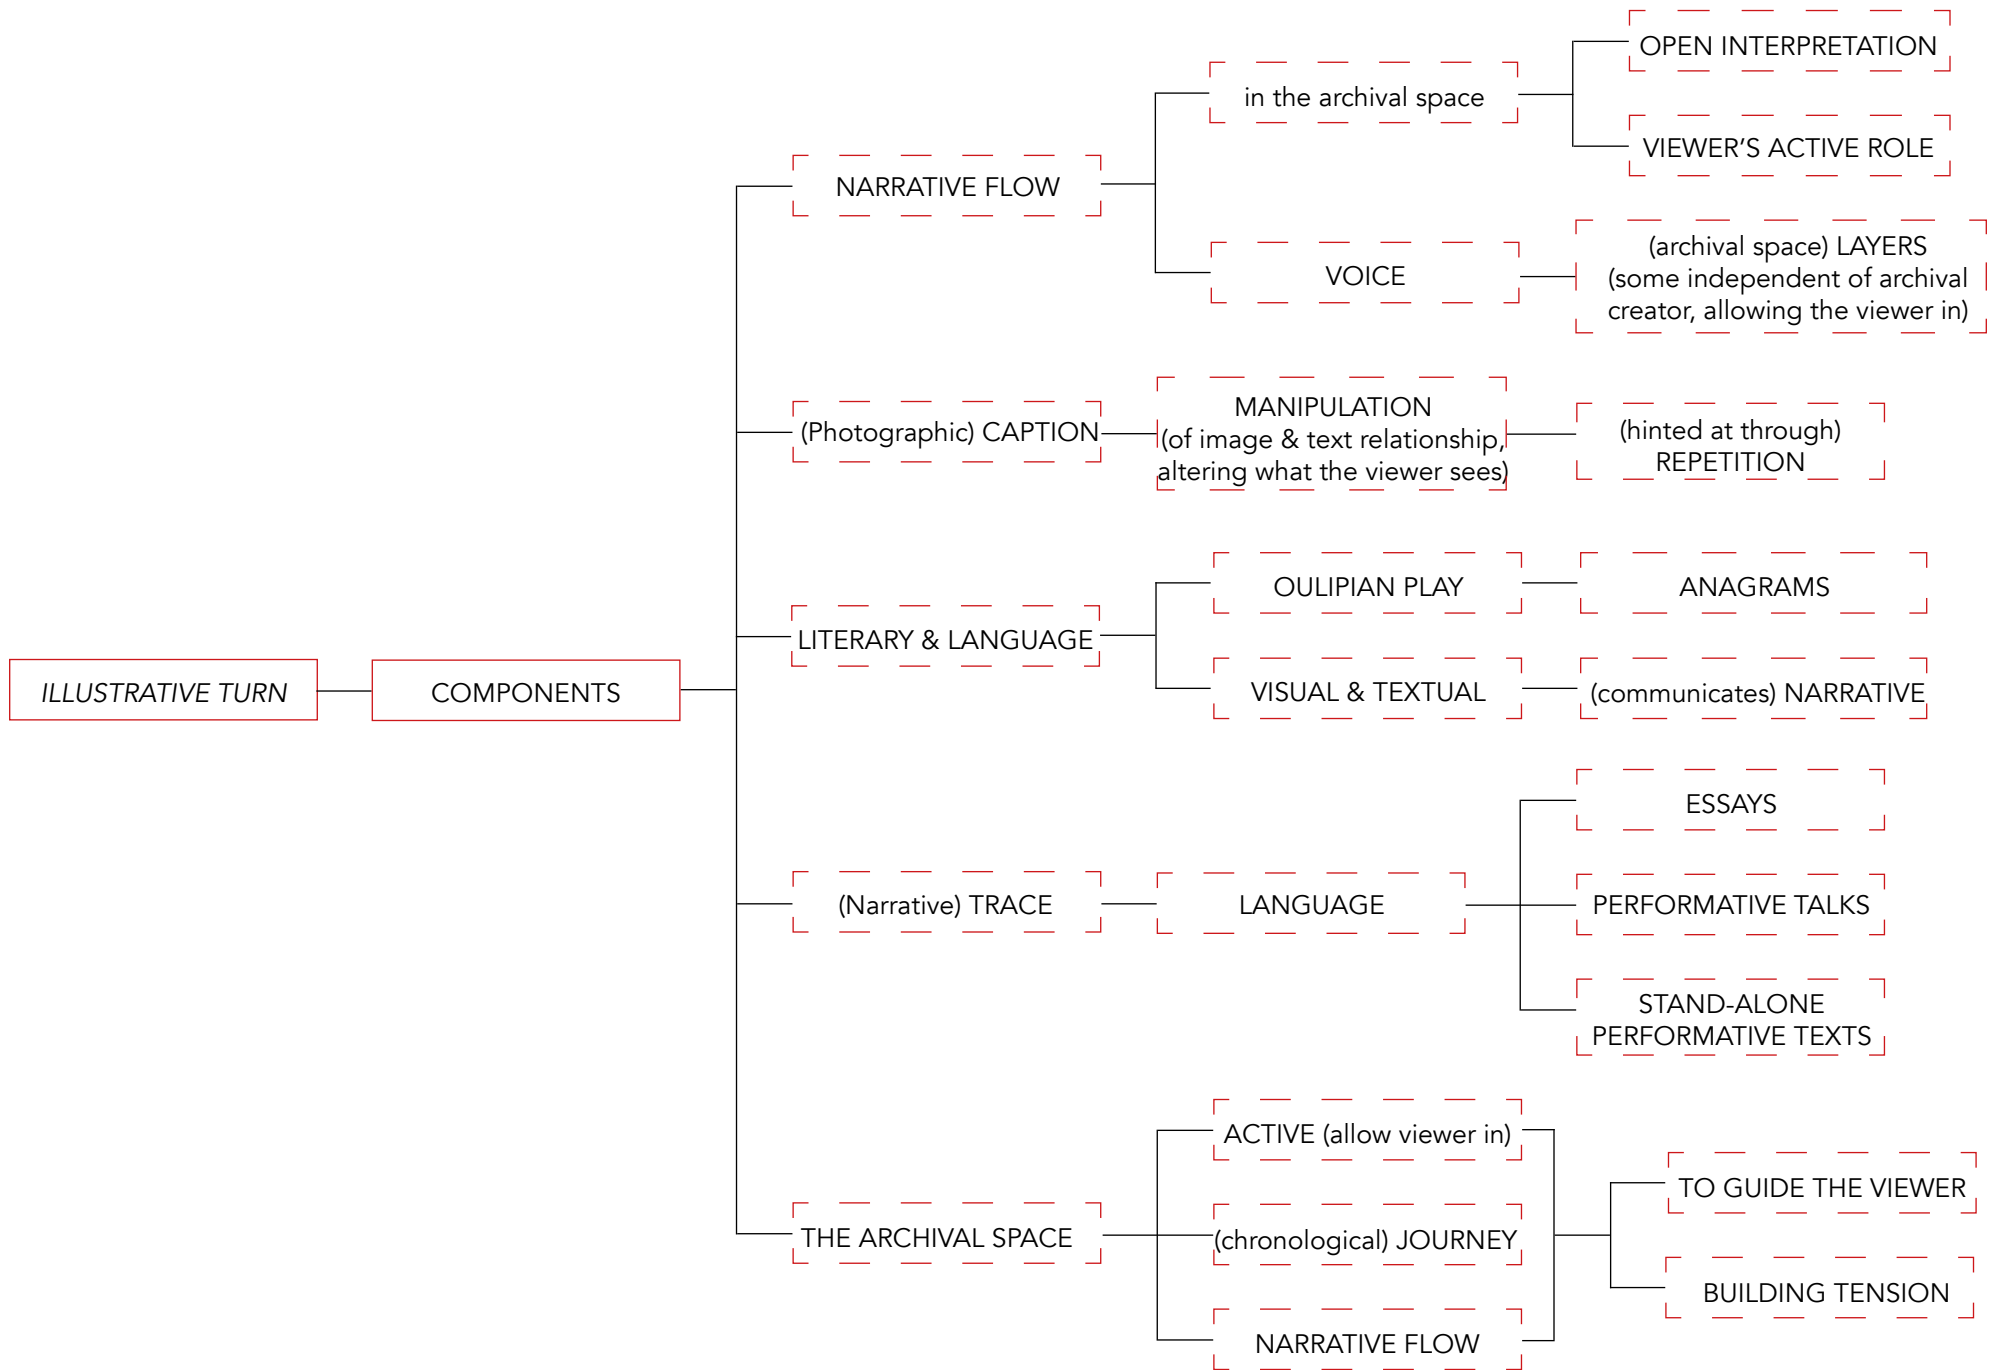 ILLUSTRATIVE TURN
COMPONENTS
NARRATIVE FLOW
in the archival space
OPEN INTERPRETATION
VIEWER'S ACTIVE ROLE
VOICE
(archival space) LAYERS
(some independent of archival
creator, allowing the viewer in)
(Photographic) CAPTION
MANIPULATION
(of image & text relationship,
altering what the viewer sees)
(hinted at through)
REPETITION
LITERARY & LANGUAGE
OULIPIAN PLAY
ANAGRAMS
VISUAL & TEXTUAL
(communicates) NARRATIVE
(Narrative) TRACE
LANGUAGE
ESSAYS
PERFORMATIVE TALKS
STAND-ALONE
PERFORMATIVE TEXTS
THE ARCHIVAL SPACE
ACTIVE (allow viewer in)
(chronological) JOURNEY
NARRATIVE FLOW
TO GUIDE THE VIEWER
BUILDING TENSION